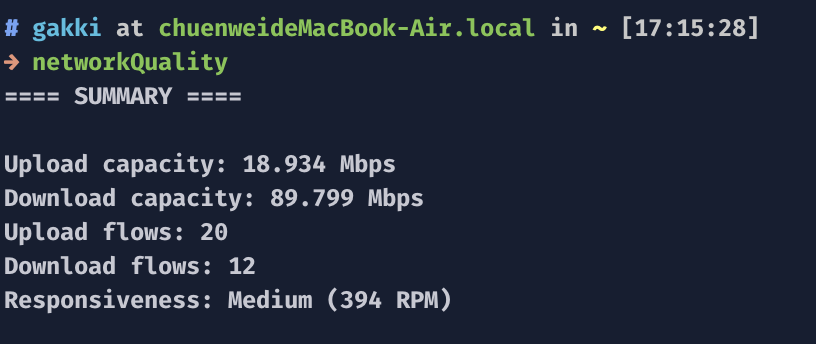 # gakki at chuenweideMacBook-Air.local in ~ [17:15:28]
→ networkQuality
==== SUMMARY ====
Upload capacity: 18.934 Mbps
Download capacity: 89.799 Mbps
Upload flows: 20
Download flows: 12
Responsiveness: Medium (394 RPM)